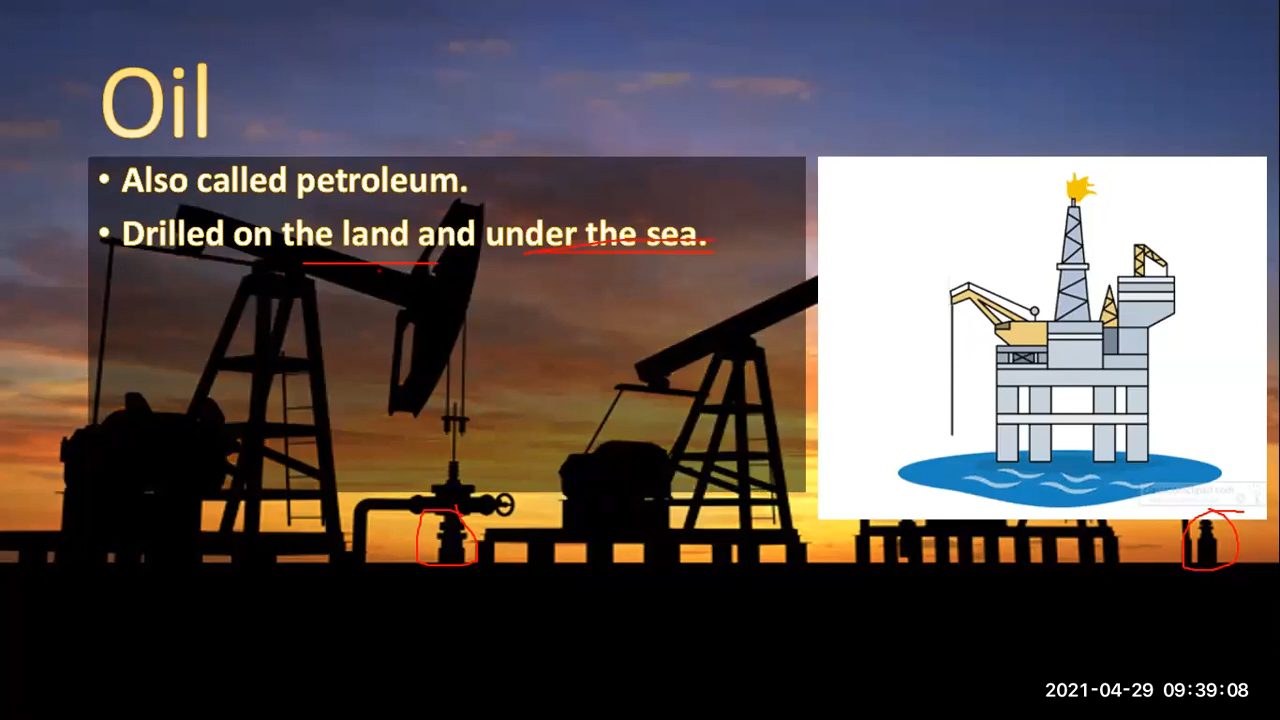 Oil
• Also called petroleum.
• Drilled on the land and under the sea.
2021-04-29 09:39:08